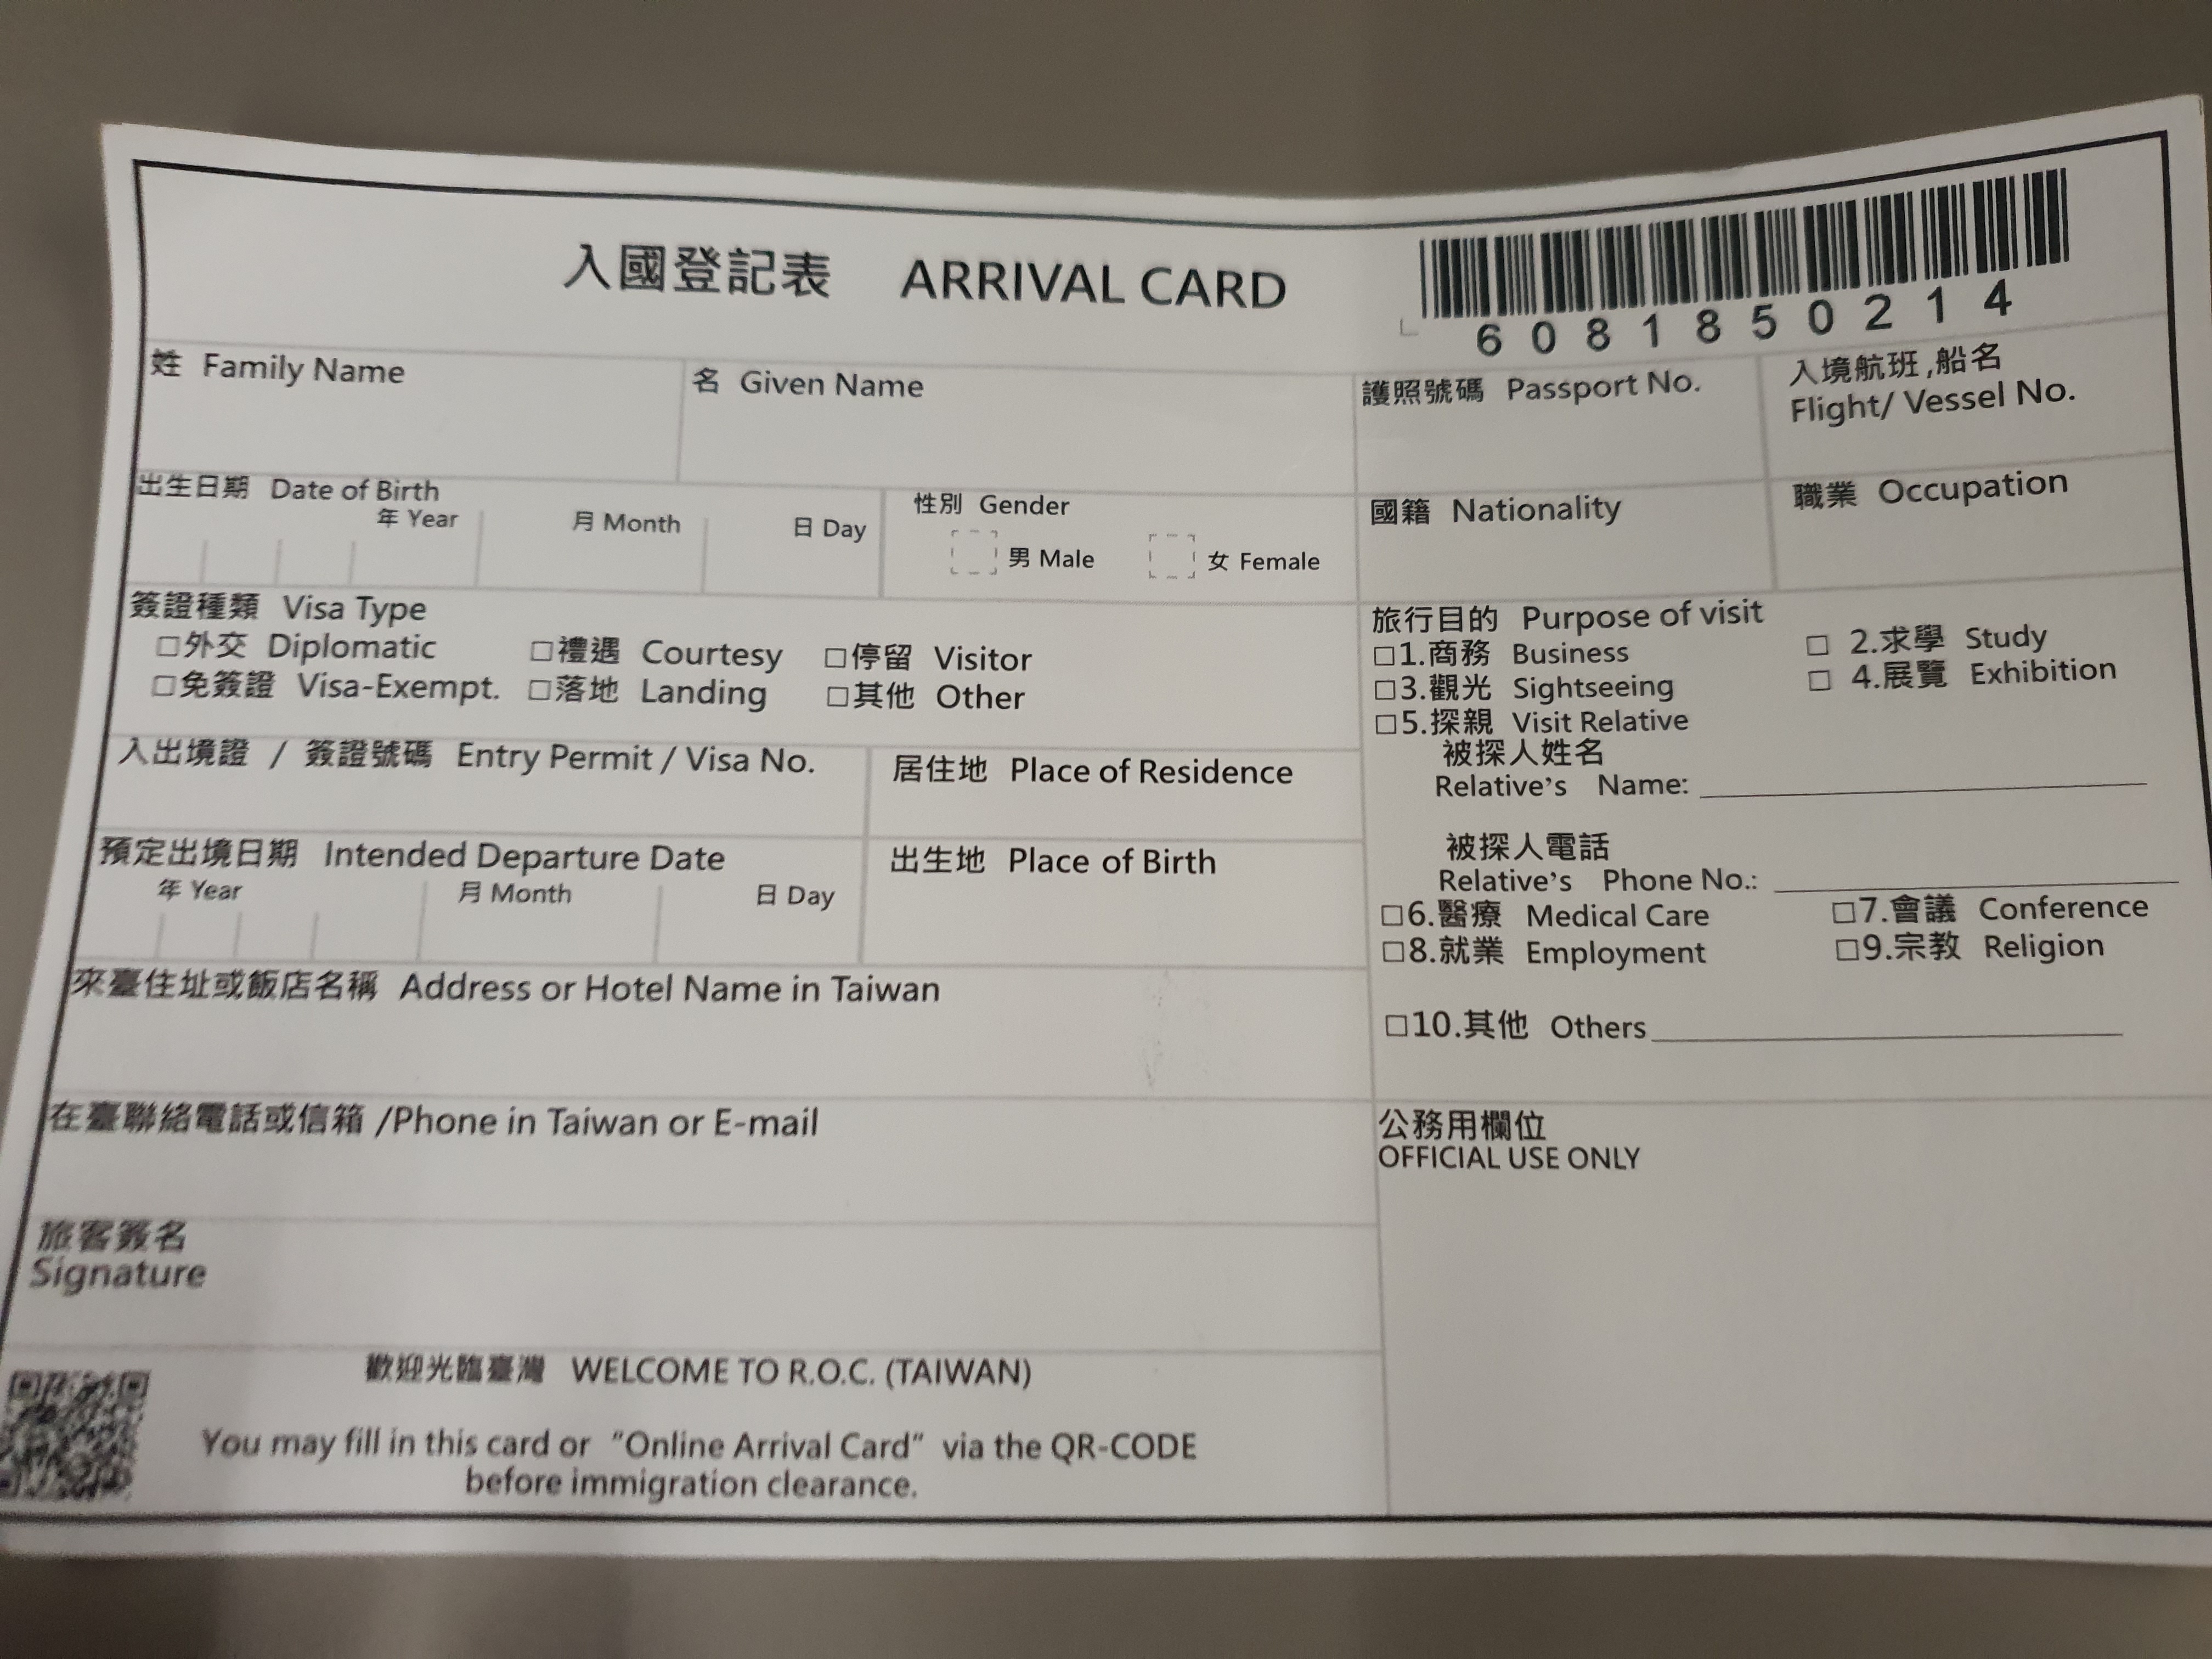 入國登記表 ARRIVAL CARD
6081850214
姓 Family Name
名 Given Name
護照號碼 Passport No.
入境航班,船名
Flight/ Vessel No.
出生日期 Date of Birth
年 Year 月 Month 日 Day
性別 Gender
男 Male 女 Female
國籍 Nationality
職業 Occupation
簽證種類 Visa Type
□外交 Diplomatic □禮遇 Courtesy □停留 Visitor
□免簽證 Visa-Exempt. □落地 Landing □其他 Other
旅行目的 Purpose of visit
□1.商務 Business □ 2.求學 Study
□3.觀光 Sightseeing □ 4.展覽 Exhibition
□5.探親 Visit Relative
被探人姓名
Relative's Name:
被探人電話
Relative's Phone No.:
□6.醫療 Medical Care □7.會議 Conference
□8.就業 Employment □9.宗教 Religion
□10.其他 Others
入出境證 / 簽證號碼 Entry Permit / Visa No.
居住地 Place of Residence
預定出境日期 Intended Departure Date
年 Year 月 Month 日 Day
出生地 Place of Birth
來臺住址或飯店名稱 Address or Hotel Name in Taiwan
在臺聯絡電話或信箱 /Phone in Taiwan or E-mail
公務用欄位
OFFICIAL USE ONLY
旅客簽名
Signature
歡迎光臨臺灣 WELCOME TO R.O.C. (TAIWAN)
You may fill in this card or “Online Arrival Card” via the QR-CODE
before immigration clearance.